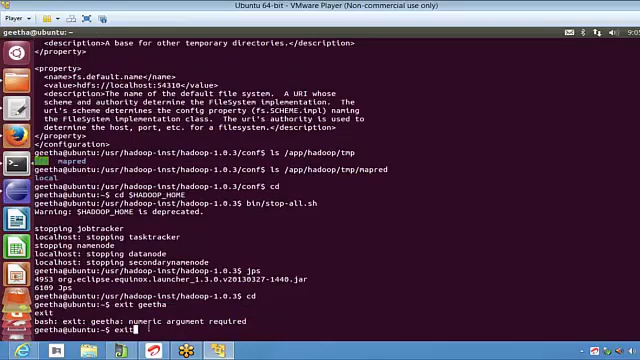 Ubuntu 64-bit - VMware Player (Non-commercial use only)
Player
geetha@ubuntu: ~
9:05
<description>A base for other temporary directories.</description>
</property>
<property>
<name>fs.default.name</name>
<value>hdfs://localhost:54310</value>
<description>The name of the default file system.  A URI whose
scheme and authority determine the FileSystem implementation.  The
uri's scheme determines the config property (fs.SCHEME.impl) naming
the FileSystem implementation class.  The uri's authority is used to
determine the host, port, etc. for a filesystem.</description>
</property>
</configuration>
geetha@ubuntu:/usr/hadoop-inst/hadoop-1.0.3/conf$ ls /app/hadoop/tmp
mapred
geetha@ubuntu:/usr/hadoop-inst/hadoop-1.0.3/conf$ ls /app/hadoop/tmp/mapred
local
geetha@ubuntu:/usr/hadoop-inst/hadoop-1.0.3/conf$ cd
geetha@ubuntu:~$ cd $HADOOP_HOME
geetha@ubuntu:/usr/hadoop-inst/hadoop-1.0.3$ bin/stop-all.sh
Warning: $HADOOP_HOME is deprecated.
stopping jobtracker
localhost: stopping tasktracker
stopping namenode
localhost: stopping datanode
localhost: stopping secondarynamenode
geetha@ubuntu:/usr/hadoop-inst/hadoop-1.0.3$ jps
4953 org.eclipse.equinox.launcher_1.3.0.v20130327-1440.jar
6109 Jps
geetha@ubuntu:/usr/hadoop-inst/hadoop-1.0.3$ cd
geetha@ubuntu:~$ exit geetha
exit
bash: exit: geetha: numeric argument required
geetha@ubuntu:~$ exit